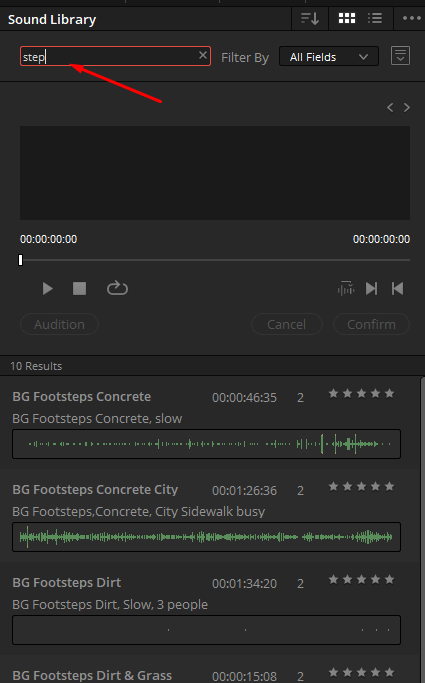 Sound Library
step
Filter By
All Fields
00:00:00:00
00:00:00:00
Audition
Cancel
Confirm
10 Results
BG Footsteps Concrete 00:00:46:35 2
BG Footsteps Concrete, slow
BG Footsteps Concrete City 00:01:26:36 2
BG Footsteps,Concrete, City Sidewalk busy
BG Footsteps Dirt 00:01:34:20 2
BG Footsteps Dirt, Slow, 3 people
BG Footsteps Dirt & Grass 00:00:15:08 2